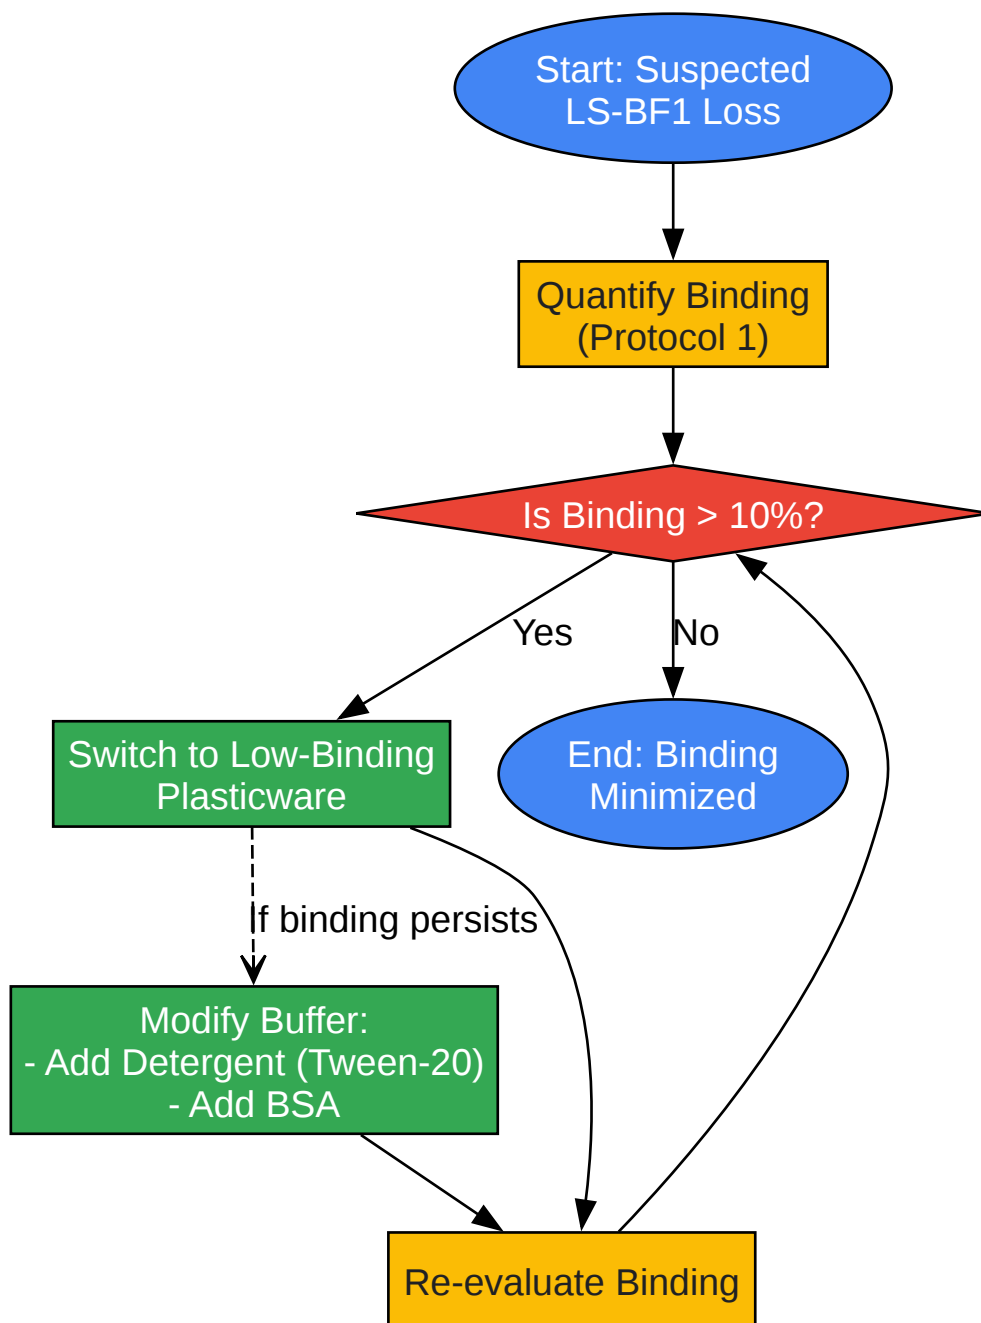 Start: Suspected
LS-BF1 Loss
Quantify Binding
(Protocol 1)
Is Binding > 10%?
Yes
No
Switch to Low-Binding
Plasticware
End: Binding
Minimized
If binding persists
Modify Buffer:
- Add Detergent (Tween-20)
- Add BSA
Re-evaluate Binding